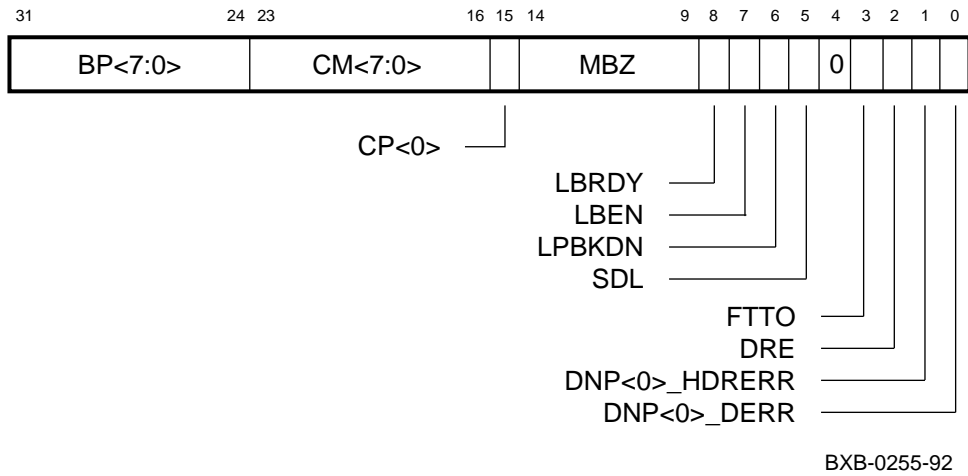 31 24 23 16 15 14 9 8 7 6 5 4 3 2 1 0
BP<7:0> CM<7:0> MBZ 0
CP<0>
LBRDY
LBEN
LPBKDN
SDL
FTTO
DRE
DNP<0>_HDRERR
DNP<0>_DERR
BXB-0255-92